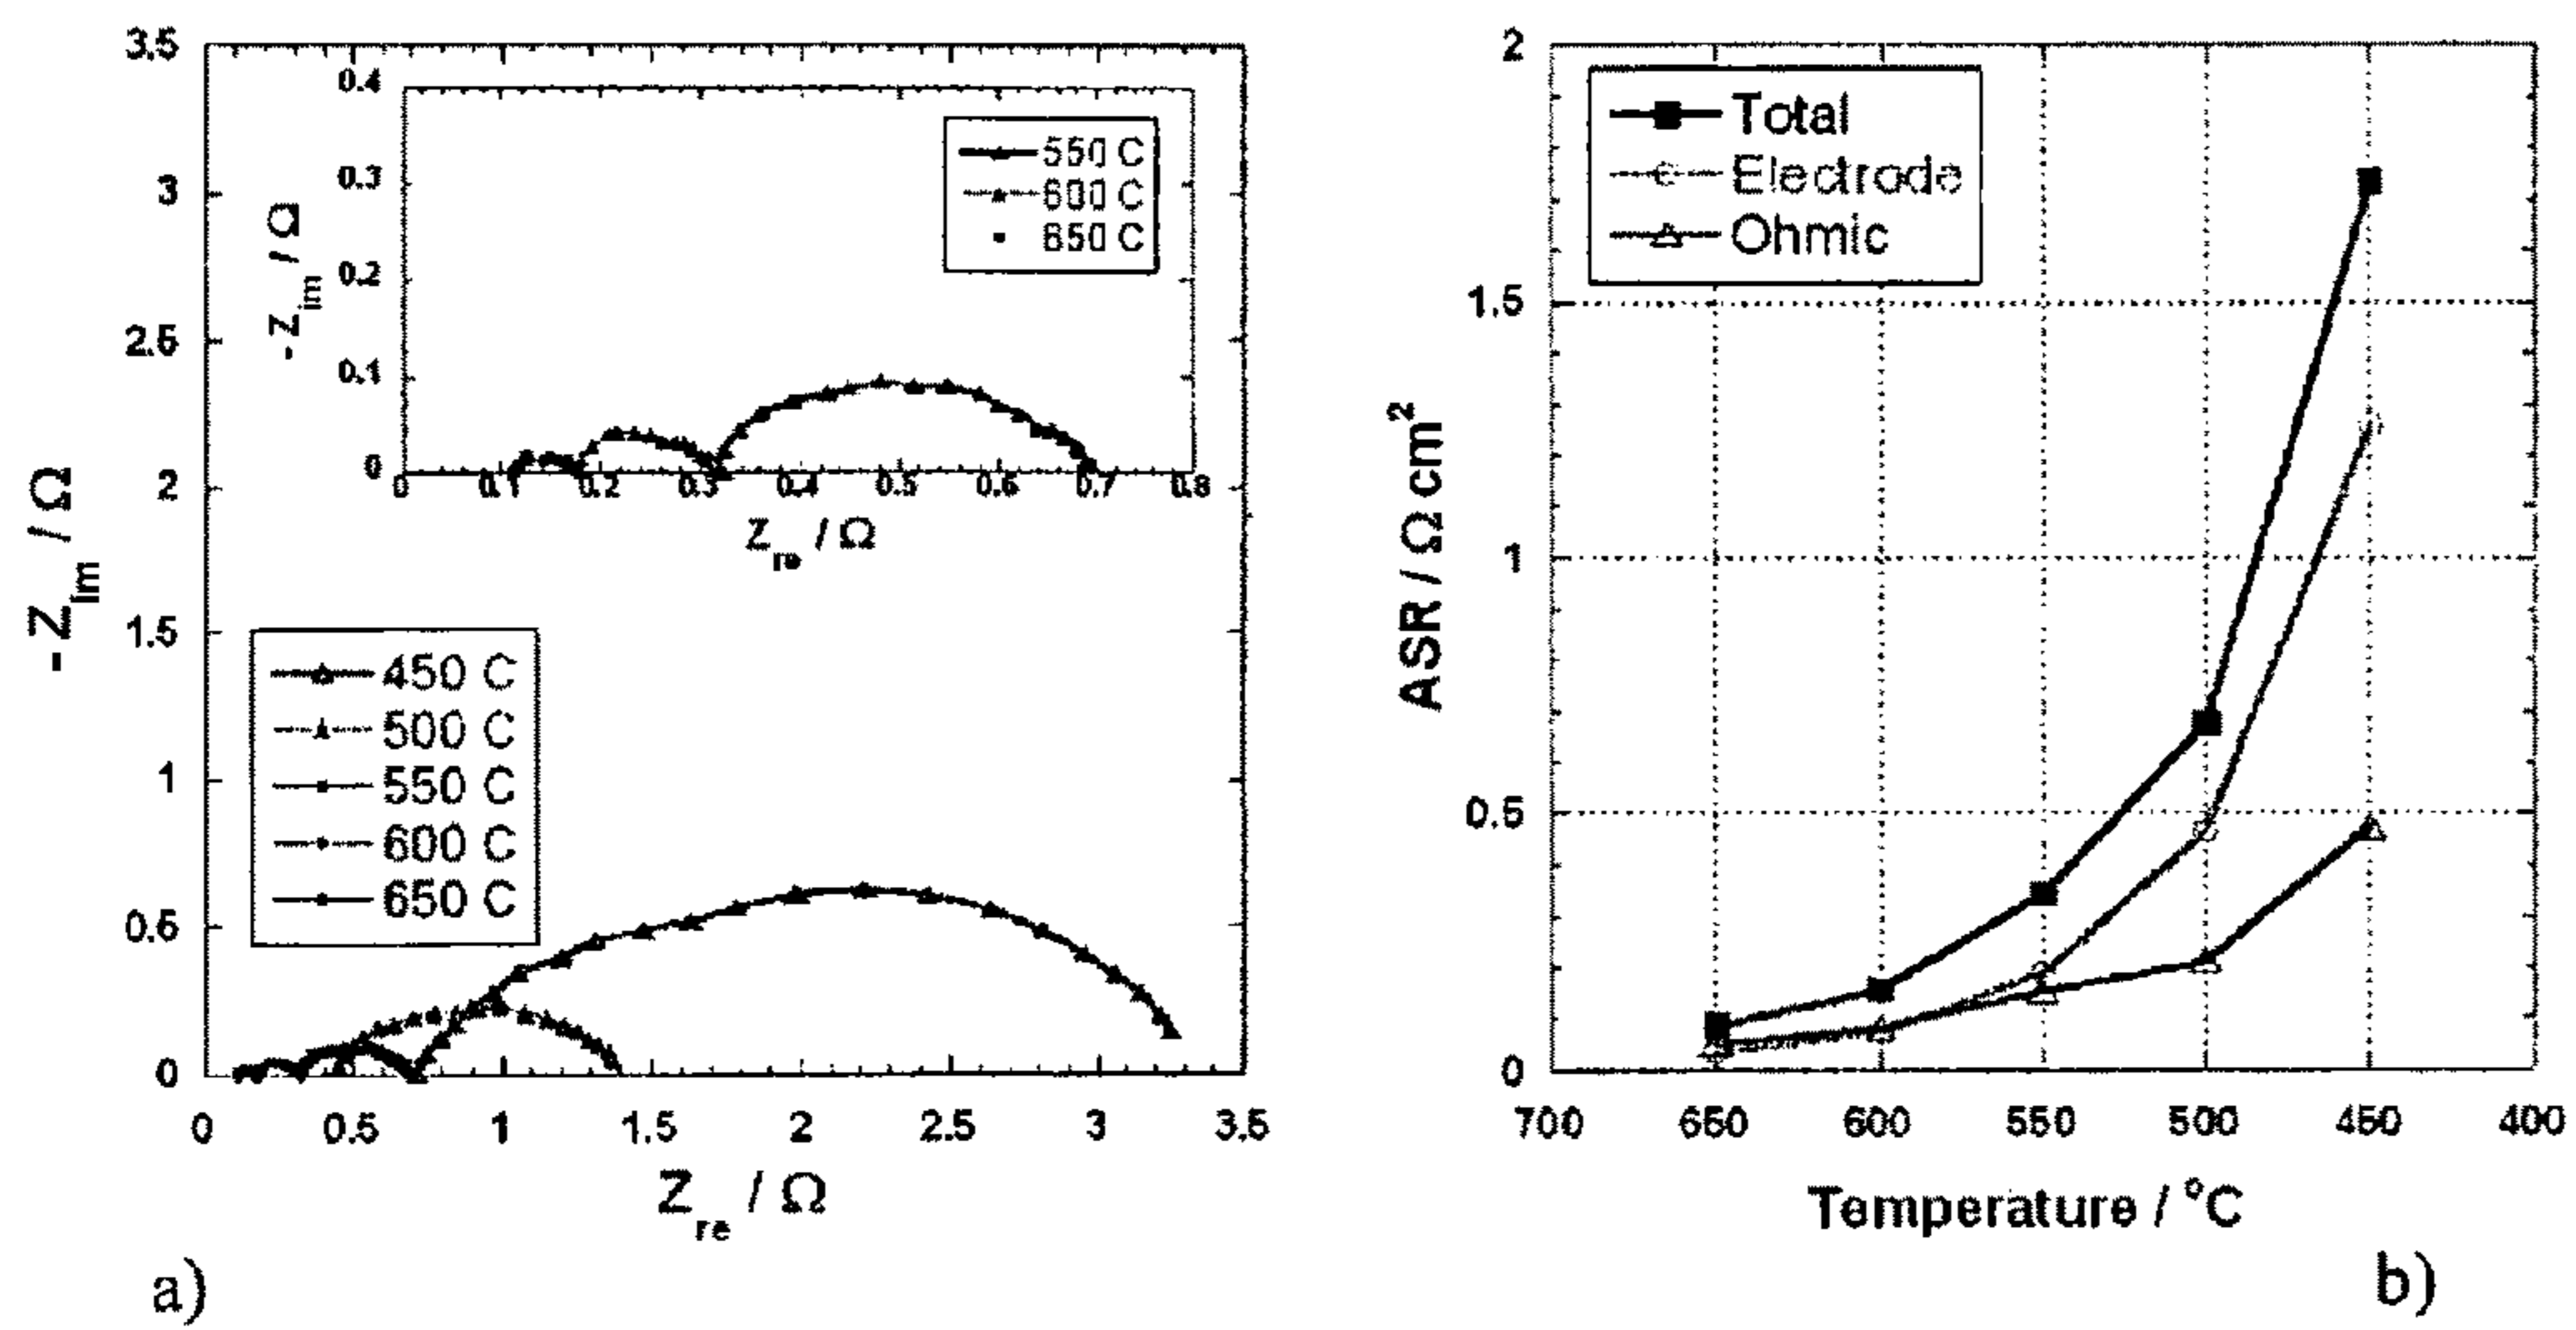 3.5
3
2.5
2
1.5
1
0.5
0
-Z im / Ω
0
0.5
1
1.5
2
2.5
3
3.5
Z re / Ω
450 C
500 C
550 C
600 C
650 C
0.4
0.3
0.2
0.1
0
- Z im / Ω
0
0.1
0.2
0.3
0.4
0.5
0.6
0.7
0.8
Z re / Ω
550 C
600 C
650 C
a)
2
1.5
1
0.5
0
ASR / Ω cm²
700
650
600
550
500
450
400
Temperature / °C
Total
Electrode
Ohmic
b)